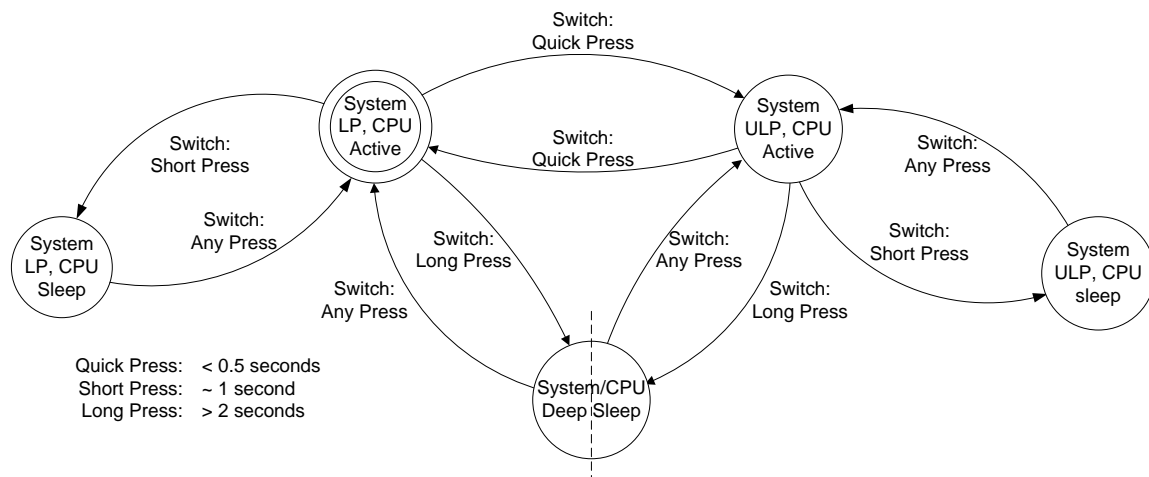 Switch:
Quick Press
System
LP, CPU
Active
System
ULP, CPU
Active
Switch:
Short Press
Switch:
Quick Press
Switch:
Any Press
Switch:
Any Press
System
LP, CPU
Sleep
Switch:
Long Press
Switch:
Any Press
Switch:
Short Press
System
ULP, CPU
sleep
Switch:
Any Press
Switch:
Long Press
Quick Press: < 0.5 seconds
Short Press: ~ 1 second
Long Press: > 2 seconds
System/CPU
Deep Sleep